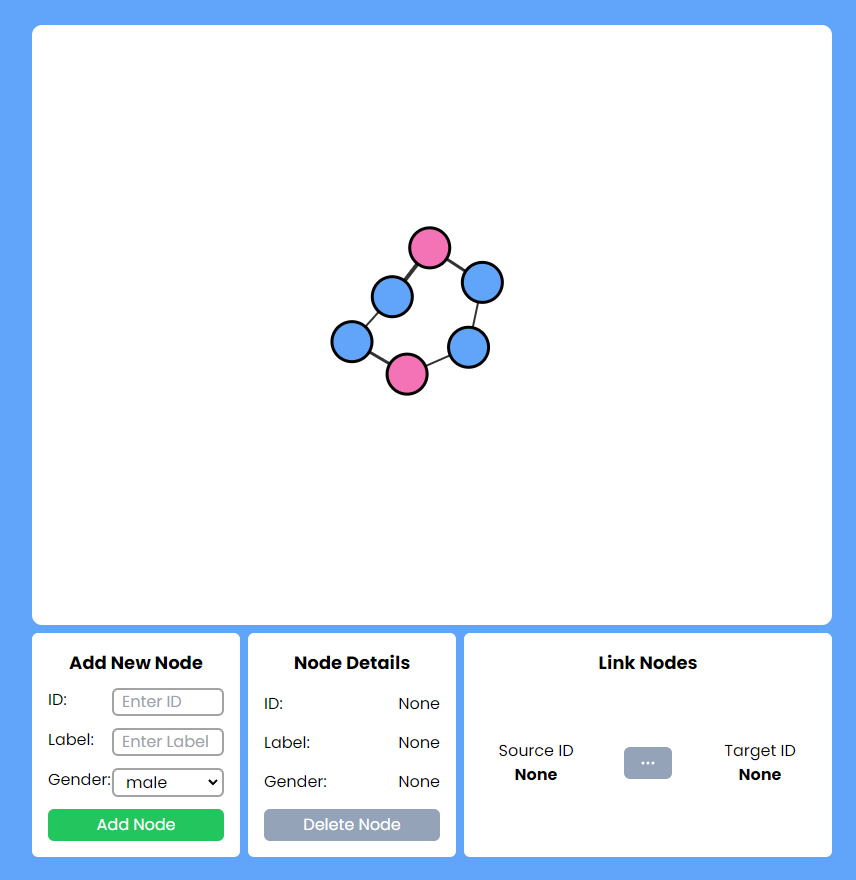 Add New Node
ID: Enter ID
Label: Enter Label
Gender: male
Add Node
Node Details
ID: None
Label: None
Gender: None
Delete Node
Link Nodes
Source ID
None
...
Target ID
None